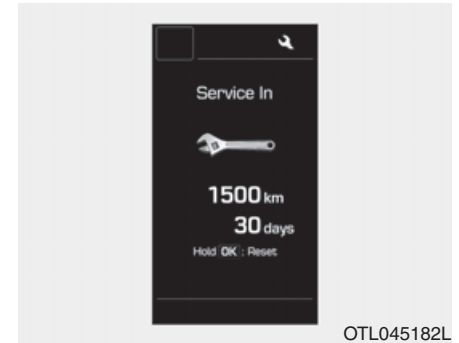 Service In
1500 km
30 days
Hold OK : Reset
OTL045182L